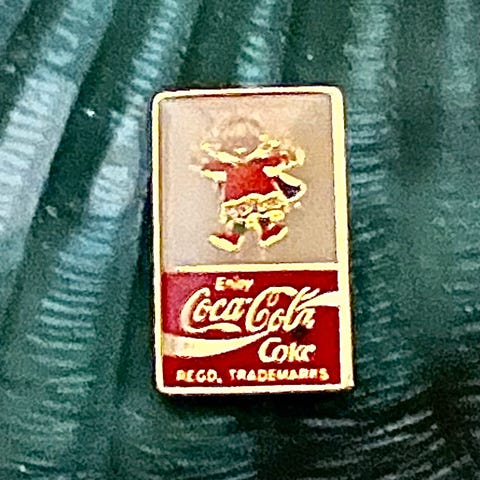 Enjoy
Coca-Cola
Coke
REGD. TRADEMARKS